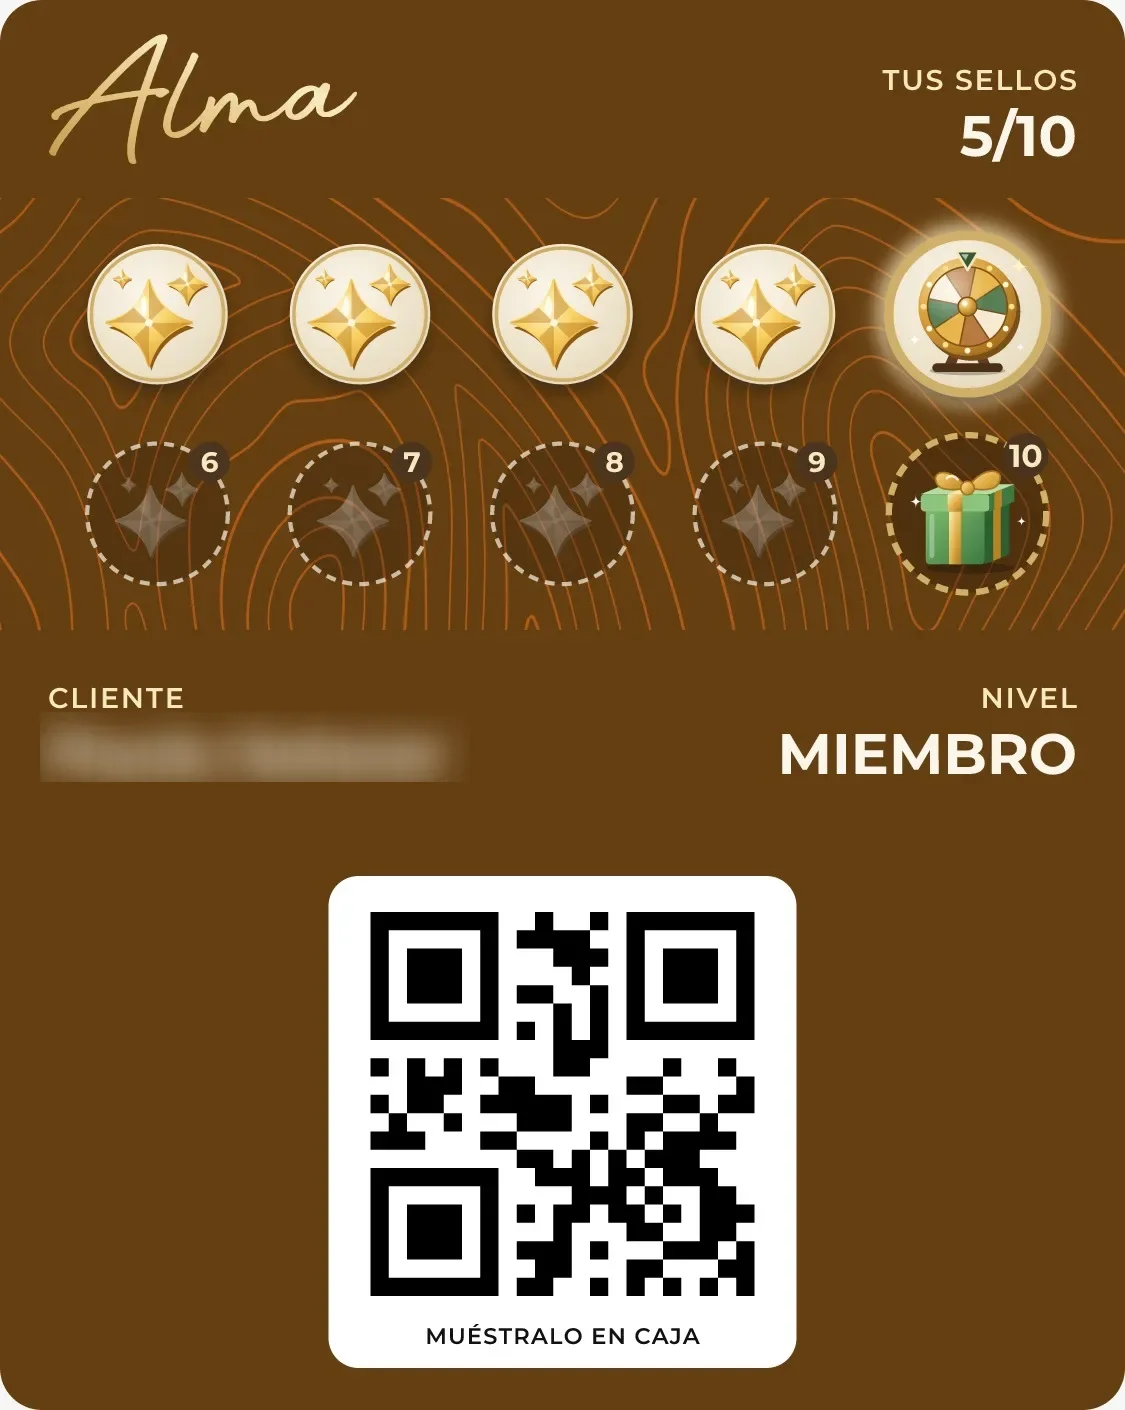 Alma
TUS SELLOS
5/10
6
7
8
9
10
CLIENTE
NIVEL
MIEMBRO
MUÉSTRALO EN CAJA